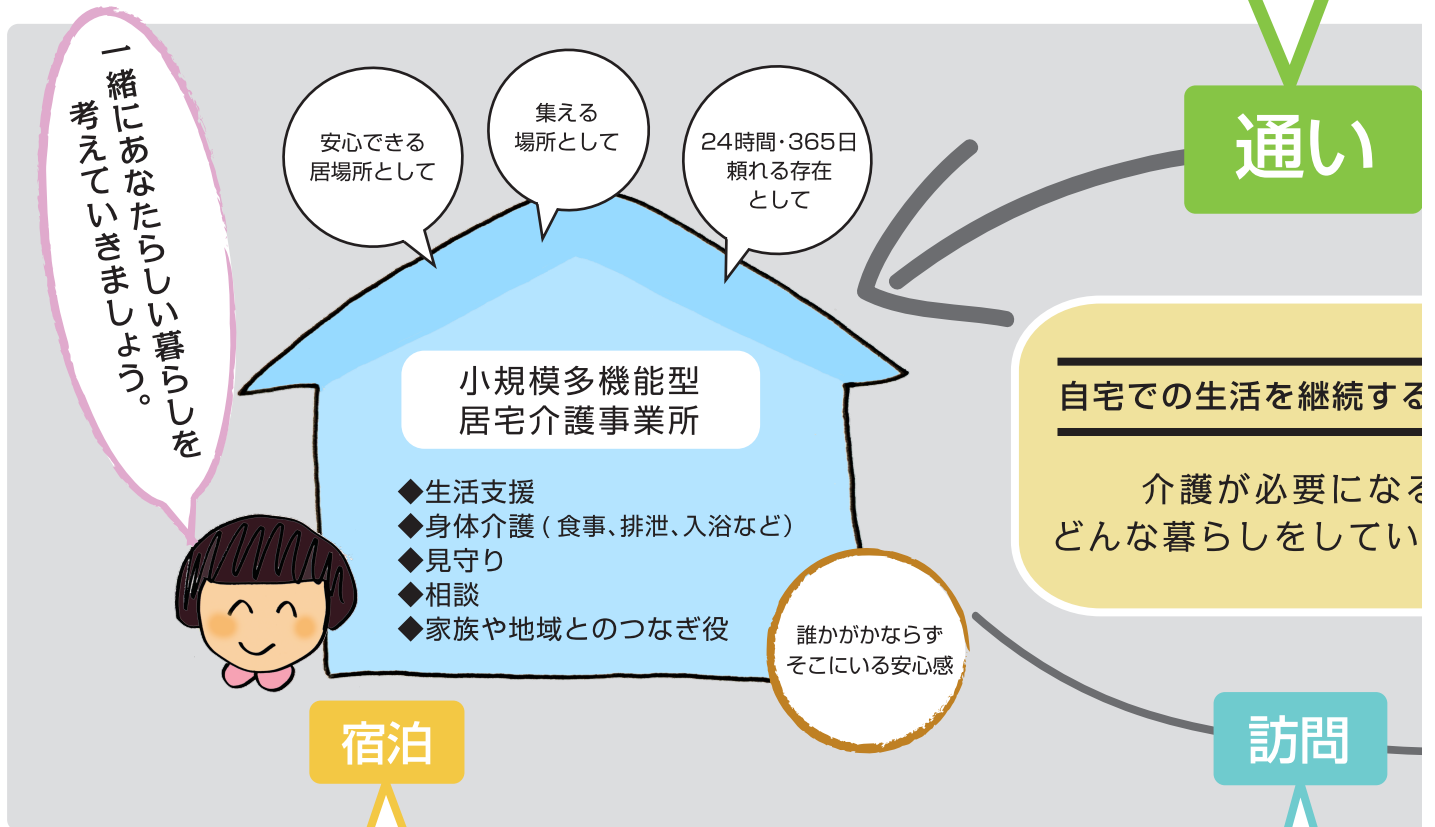 一緒にあなたらしい暮らしを
考えていきましょう。
安心できる
居場所として
集える
場所として
24時間・365日
頼れる存在
として
通い
小規模多機能型
居宅介護事業所
◆生活支援
◆身体介護（食事、排泄、入浴など）
◆見守り
◆相談
◆家族や地域とのつなぎ役
自宅での生活を継続する
介護が必要になる
どんな暮らしをしてい
誰かがかならず
そこにいる安心感
宿泊
訪問